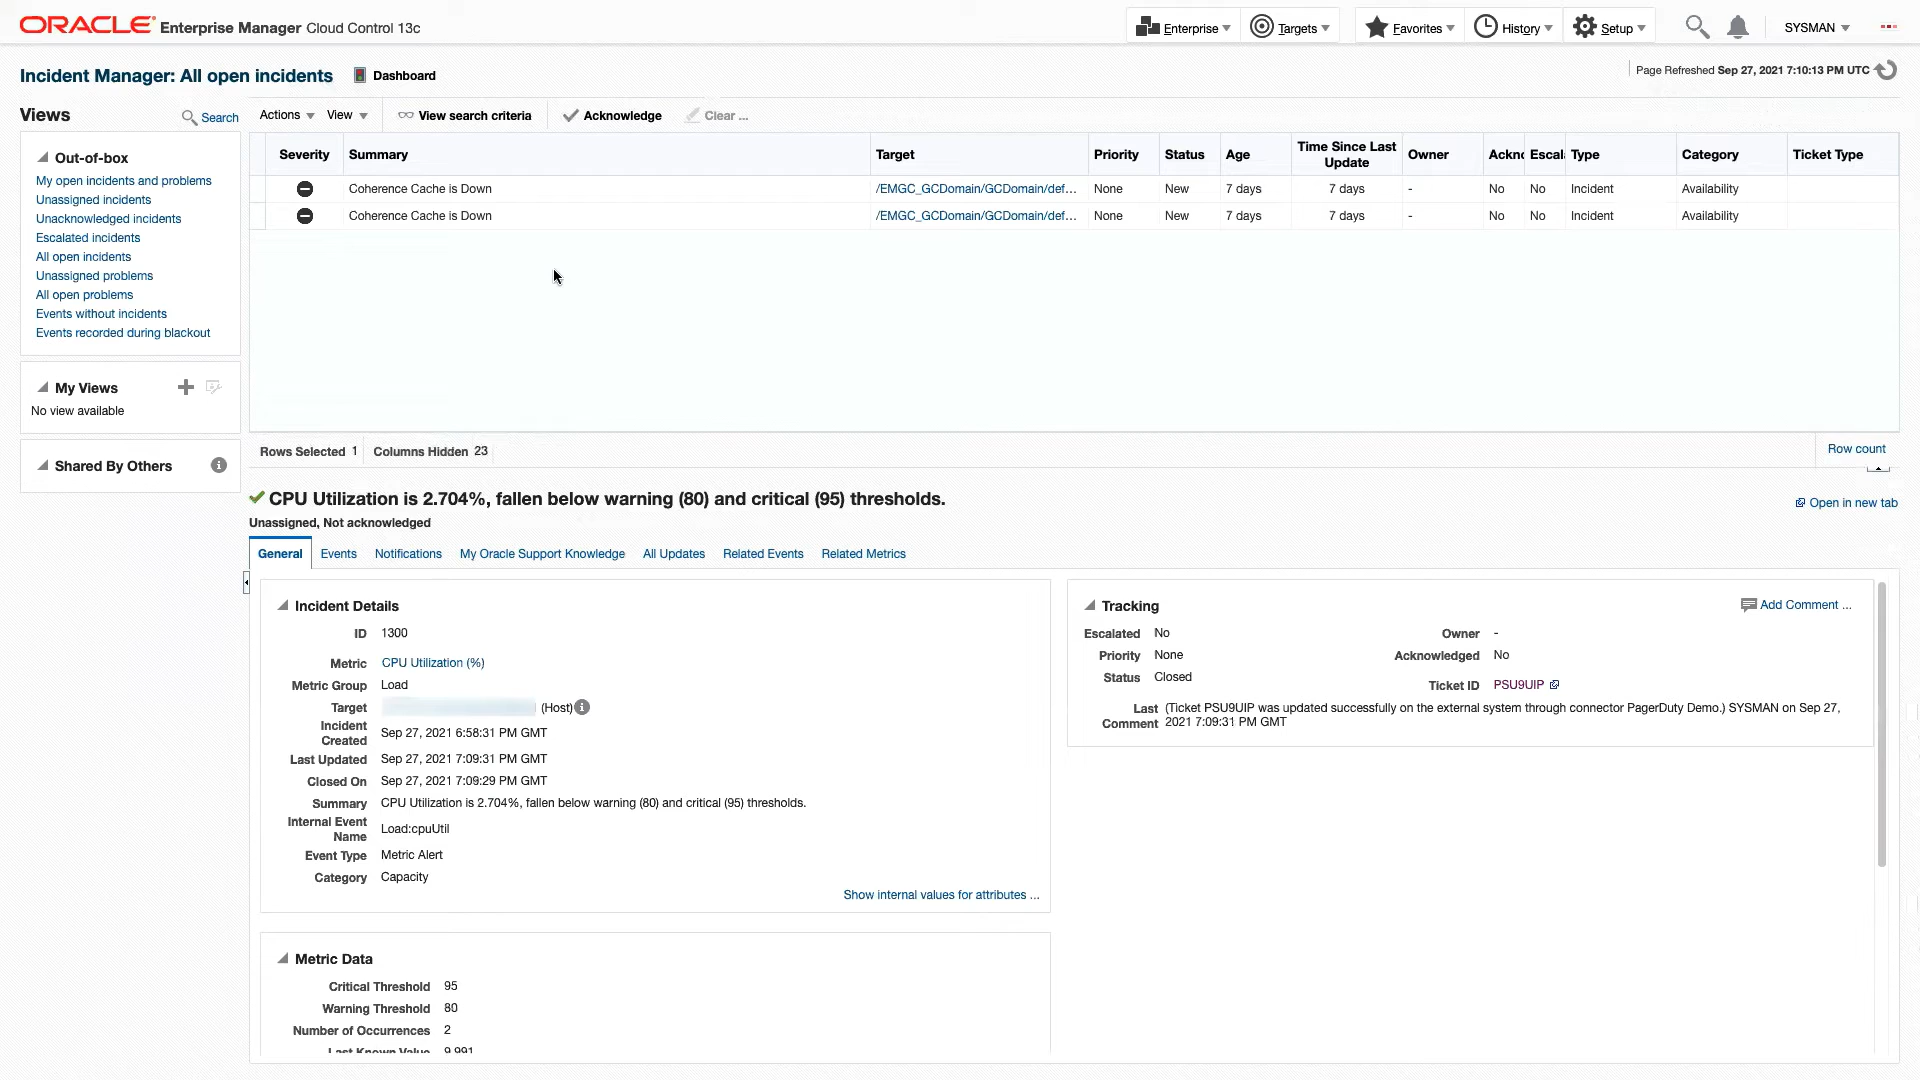 ORACLE Enterprise Manager Cloud Control 13c
Enterprise Targets Favorites History Setup SYSMAN
Incident Manager: All open incidents Dashboard
Page Refreshed Sep 27, 2021 7:10:13 PM UTC
Views Search
Out-of-box
My open incidents and problems
Unassigned incidents
Unacknowledged incidents
Escalated incidents
All open incidents
Unassigned problems
All open problems
Events without incidents
Events recorded during blackout
My Views
No view available
Shared By Others
Actions View View search criteria Acknowledge Clear ...
Severity Summary Target Priority Status Age Time Since Last Update Owner Ackno Escal Type Category Ticket Type
Coherence Cache is Down /EMGC_GCDomain/GCDomain/def... None New 7 days 7 days - No No Incident Availability
Coherence Cache is Down /EMGC_GCDomain/GCDomain/def... None New 7 days 7 days - No No Incident Availability
Rows Selected 1 Columns Hidden 23
Row count
CPU Utilization is 2.704%, fallen below warning (80) and critical (95) thresholds.
Open in new tab
Unassigned, Not acknowledged
General Events Notifications My Oracle Support Knowledge All Updates Related Events Related Metrics
Incident Details
ID 1300
Metric CPU Utilization (%)
Metric Group Load
Target (Host)
Incident Created Sep 27, 2021 6:58:31 PM GMT
Last Updated Sep 27, 2021 7:09:31 PM GMT
Closed On Sep 27, 2021 7:09:29 PM GMT
Summary CPU Utilization is 2.704%, fallen below warning (80) and critical (95) thresholds.
Internal Event Name Load:cpuUtil
Event Type Metric Alert
Category Capacity
Show internal values for attributes ...
Tracking Add Comment ...
Escalated No Owner -
Priority None Acknowledged No
Status Closed
Ticket ID PSU9UIP
Last Comment (Ticket PSU9UIP was updated successfully on the external system through connector PagerDuty Demo.) SYSMAN on Sep 27,
2021 7:09:31 PM GMT
Metric Data
Critical Threshold 95
Warning Threshold 80
Number of Occurrences 2
Last Known Value 9.991